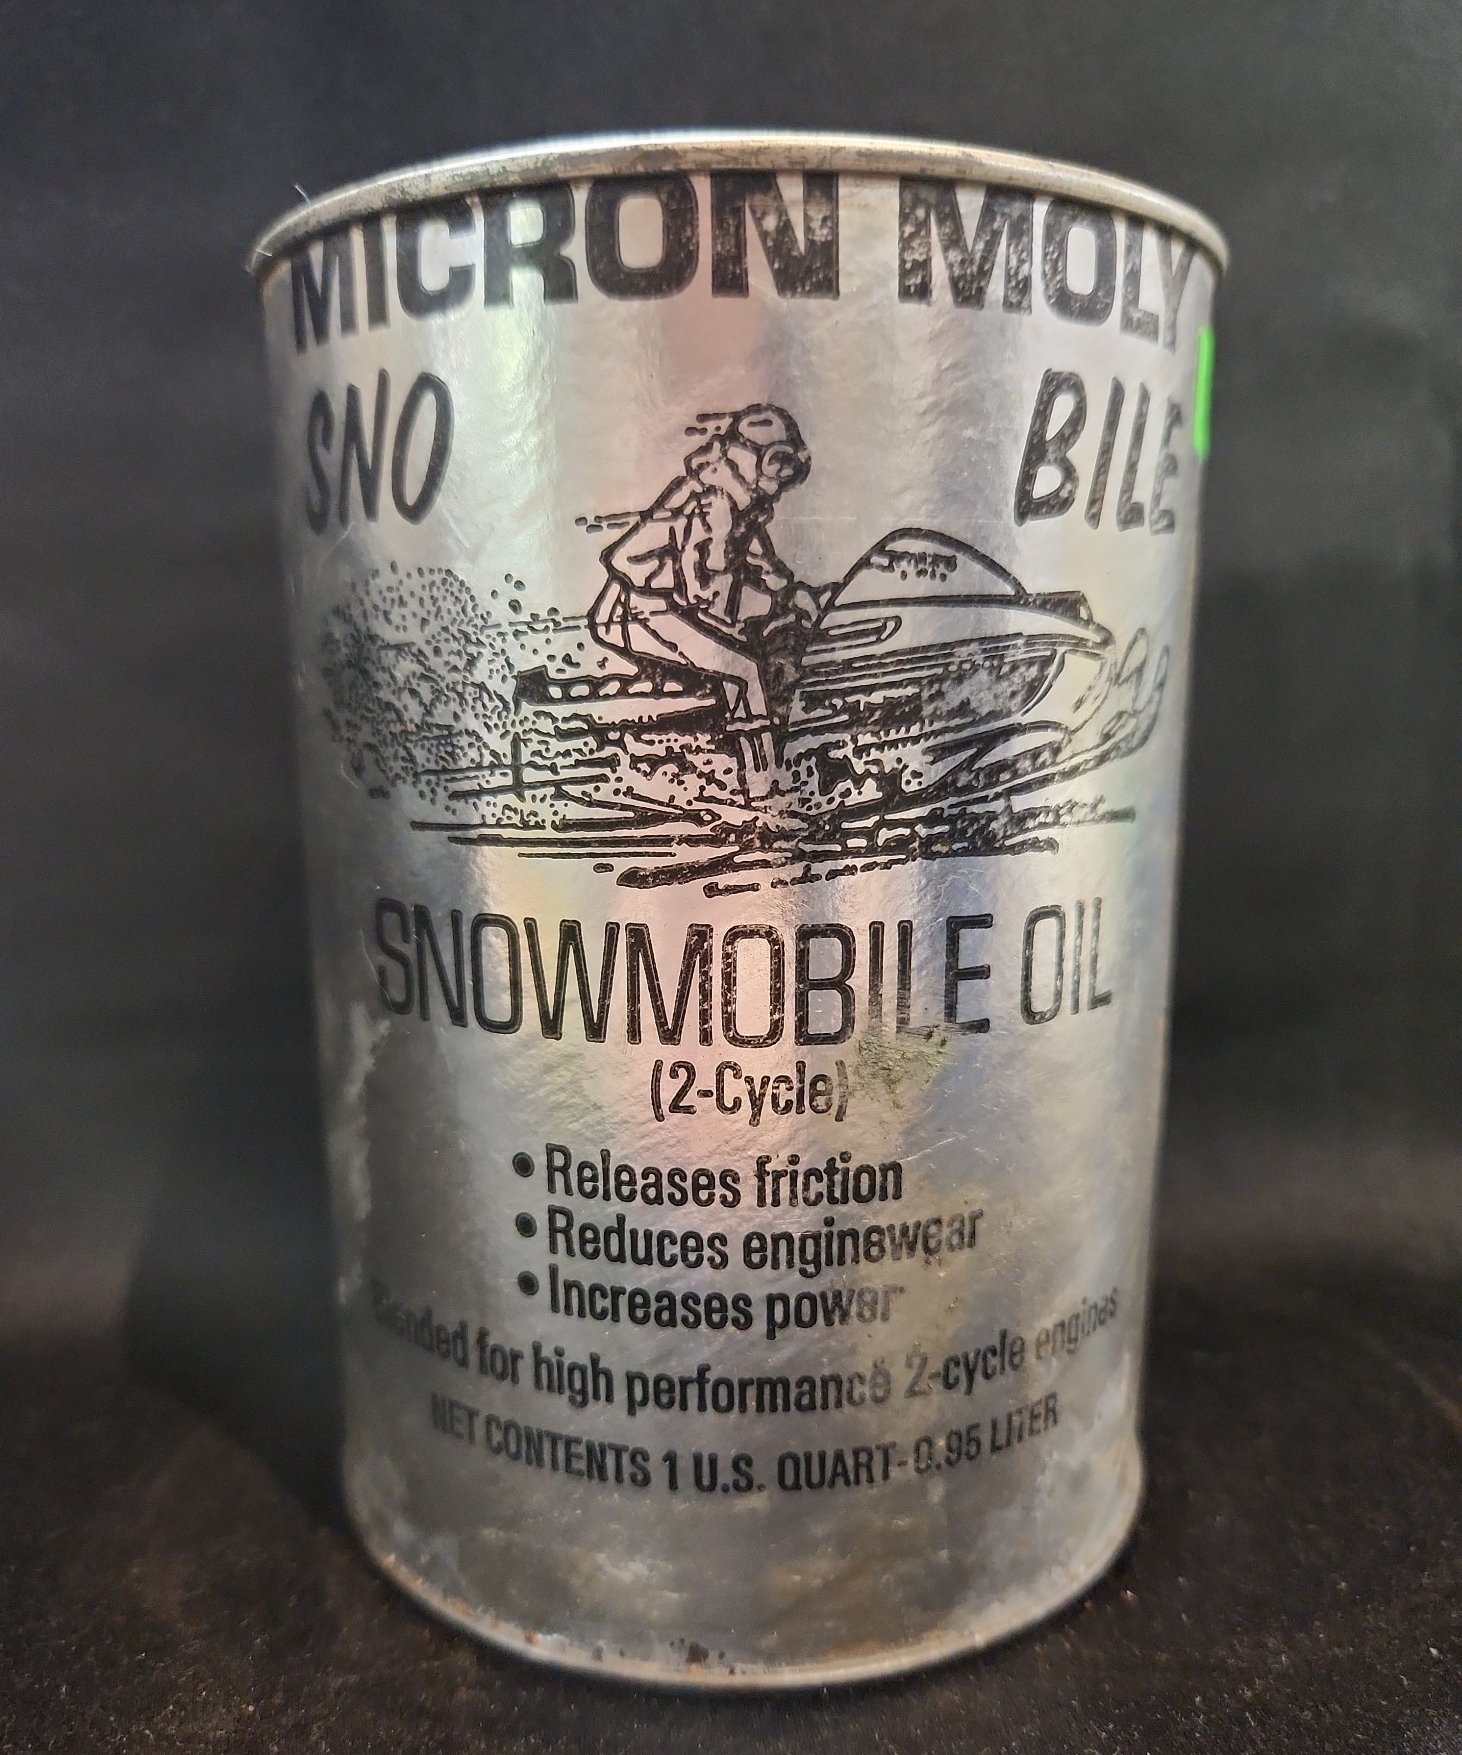 MICRON MOLY
SNO BILE
SNOWMOBILE OIL
(2-Cycle)
• Releases friction
• Reduces enginewear
• Increases power
Blended for high performance 2-cycle engines
NET CONTENTS 1 U.S. QUART-0.95 LITER